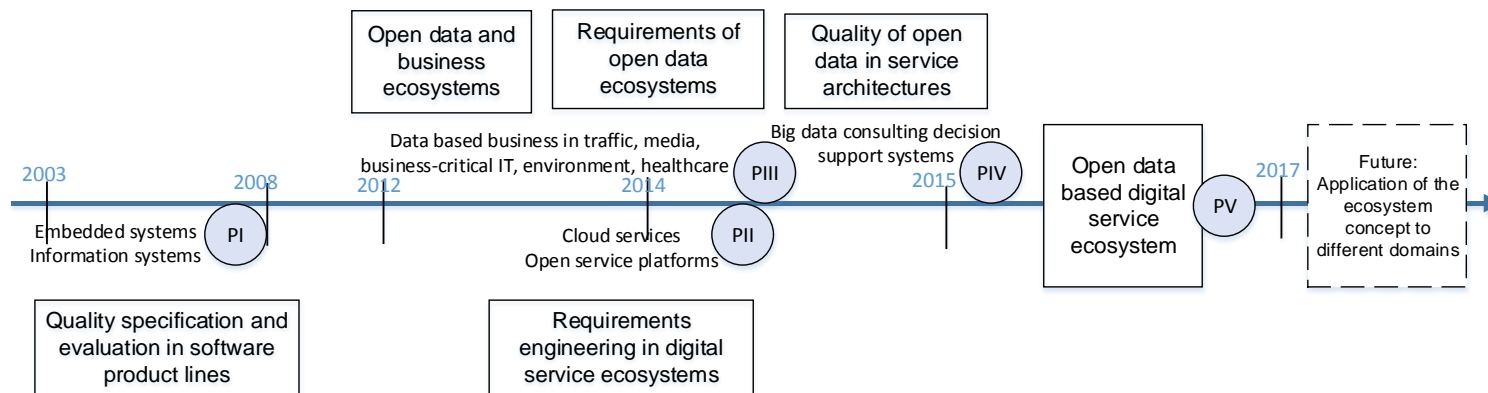 Open data and
business
ecosystems
Requirements of
open data
ecosystems
Quality of open
data in service
architectures
Data based business in traffic, media,
business-critical IT, environment, healthcare
Big data consulting decision
support systems
2003
2008
2012
2014
PIII
2015
PIV
Open data
based digital
service
ecosystem
PV
2017
Future:
Application of the
ecosystem
concept to
different domains
Embedded systems
Information systems
PI
Cloud services
Open service platforms
PII
Quality specification and
evaluation in software
product lines
Requirements
engineering in digital
service ecosystems